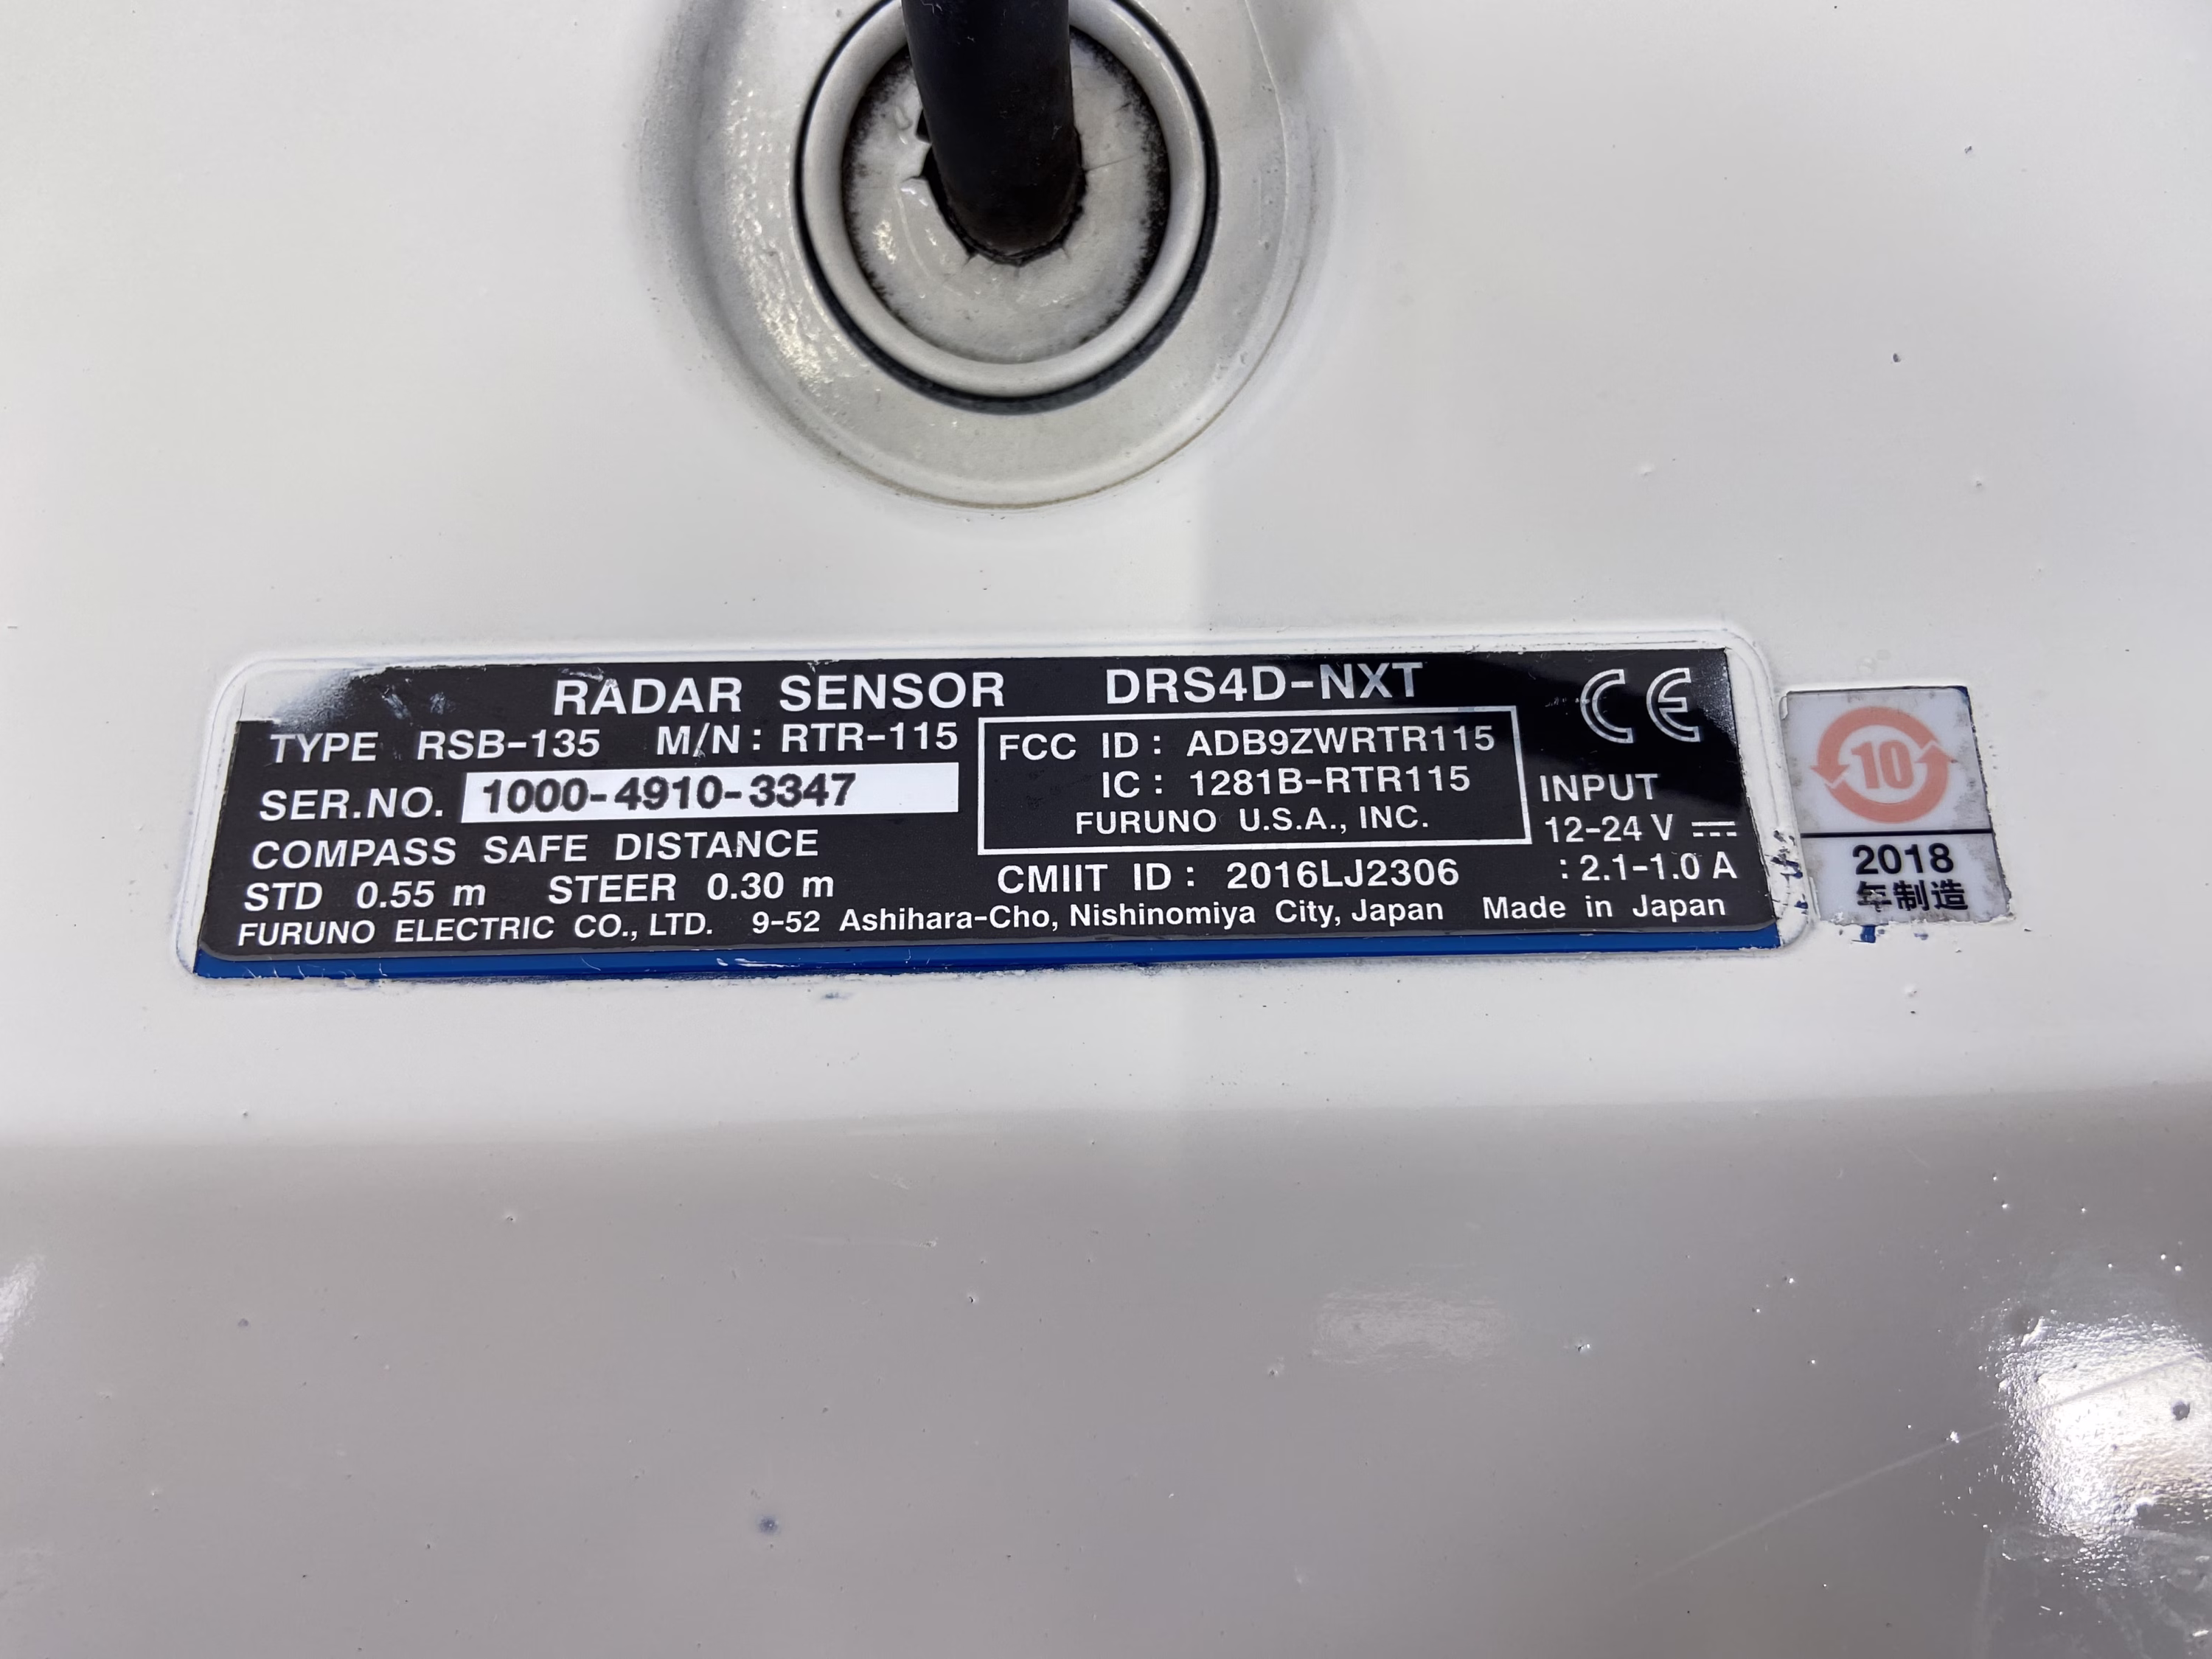 RADAR SENSOR DRS4D-NXT
CE
TYPE RSB-135 M/N: RTR-115
SER.NO. 1000-4910-3347
COMPASS SAFE DISTANCE
STD 0.55 m STEER 0.30 m
FCC ID: ADB9ZWRTR115
IC: 1281B-RTR115
FURUNO U.S.A., INC.
CMIIT ID: 2016LJ2306
INPUT
12-24 V ⎓
: 2.1-1.0 A
FURUNO ELECTRIC CO., LTD. 9-52 Ashihara-Cho, Nishinomiya City, Japan Made in Japan
10
2018
年制造